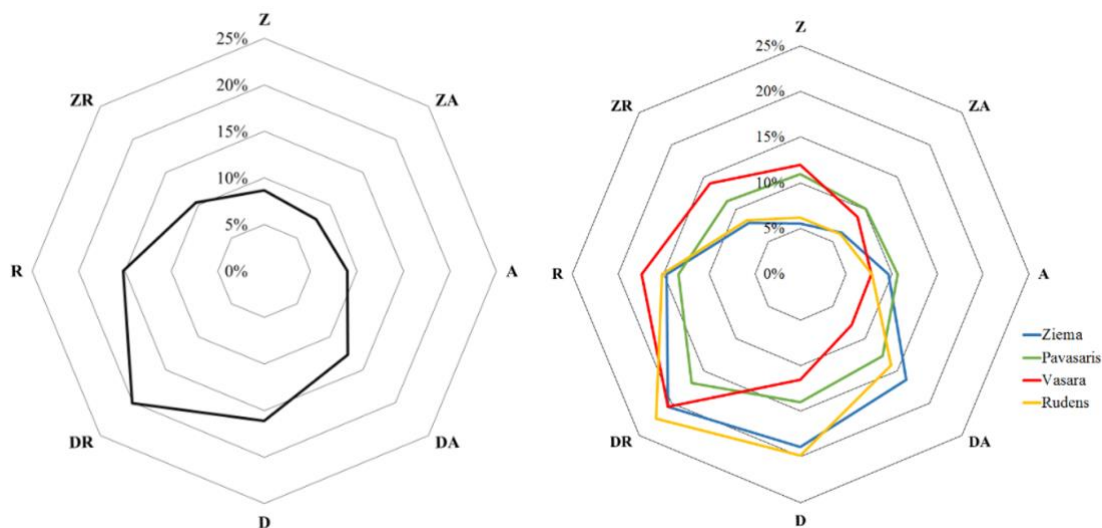 Z
25%
ZR
20%
ZA
15%
10%
5%
R
0%
A
DR
DA
D
Z
25%
ZR
20%
ZA
15%
10%
5%
R
0%
A
DR
DA
D
Ziema
Pavasaris
Vasara
Rudens